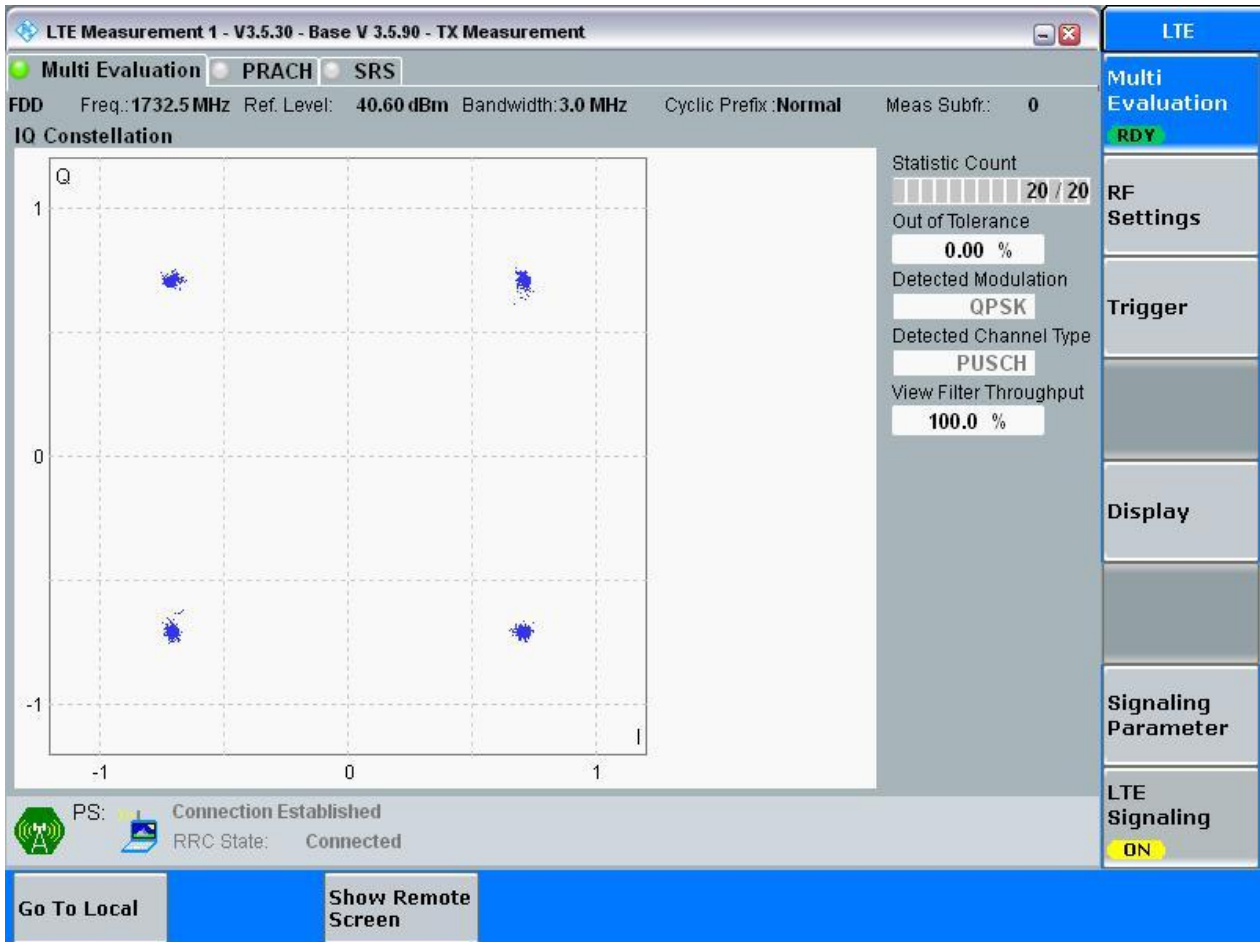 LTE Measurement 1 - V3.5.30 - Base V 3.5.90 - TX Measurement
LTE
Multi Evaluation PRACH SRS
FDD Freq.: 1732.5 MHz Ref. Level: 40.60 dBm Bandwidth: 3.0 MHz Cyclic Prefix : Normal Meas Subfr.: 0
IQ Constellation
Q
1
0
-1
I
-1 0 1
Statistic Count
20 / 20
Out of Tolerance
0.00 %
Detected Modulation
QPSK
Detected Channel Type
PUSCH
View Filter Throughput
100.0 %
Multi
Evaluation
RDY
RF
Settings
Trigger
Display
Signaling
Parameter
LTE
Signaling
ON
PS: Connection Established
RRC State: Connected
Go To Local
Show Remote
Screen